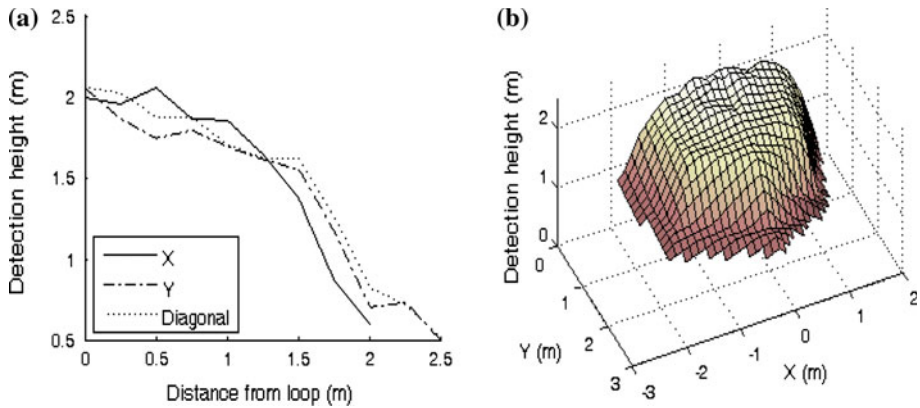 (a)
2.5
2
1.5
1
0.5
Detection height (m)
X
Y
Diagonal
0
0.5
1
1.5
2
2.5
Distance from loop (m)
(b)
Detection height (m)
2
1
0
0
1
2
3
Y (m)
-3
-2
-1
0
1
2
X (m)